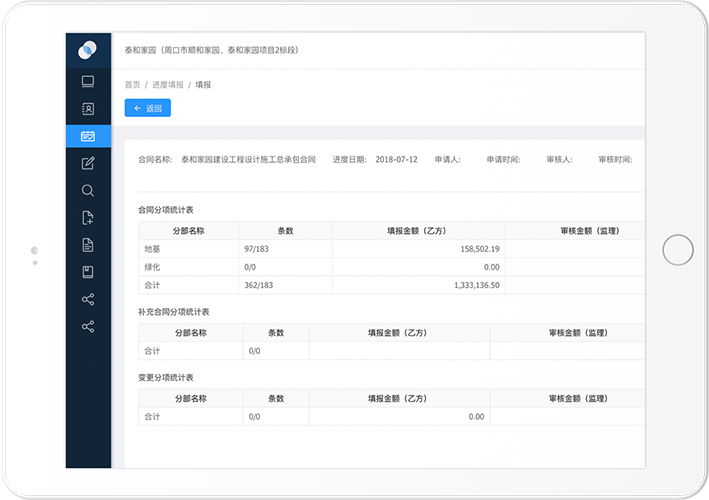 泰和家园（周口市顺和家园、泰和家园项目2标段）
首页 / 进度填报 / 填报
← 返回
合同名称: 泰和家园建设工程设计施工总承包合同 进度日期: 2018-07-12 申请人: 申请时间: 审核人: 审核时间:
合同分项统计表
分部名称 条数 填报金额（乙方） 审核金额（监理）
地基 97/183 158,502.19
绿化 0/0 0.00
合计 362/183 1,333,136.50
补充合同分项统计表
分部名称 条数 填报金额（乙方） 审核金额（监理）
合计 0/0
变更分项统计表
分部名称 条数 填报金额（乙方） 审核金额（监理）
合计 0/0 0.00